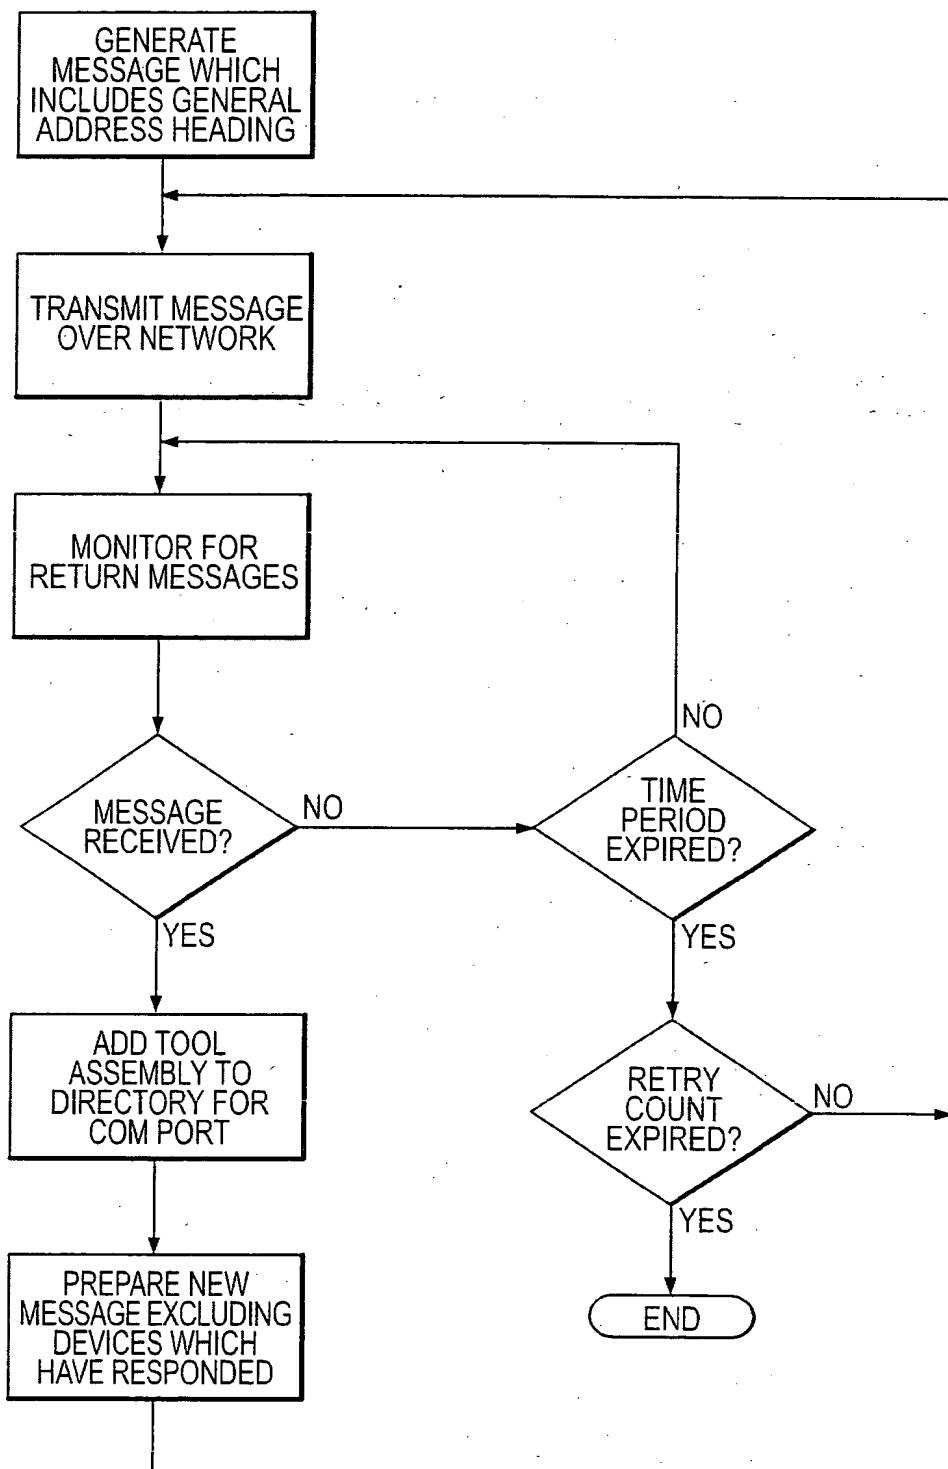 GENERATE
MESSAGE WHICH
INCLUDES GENERAL
ADDRESS HEADING
TRANSMIT MESSAGE
OVER NETWORK
MONITOR FOR
RETURN MESSAGES
MESSAGE
RECEIVED?
NO
YES
TIME
PERIOD
EXPIRED?
NO
YES
ADD TOOL
ASSEMBLY TO
DIRECTORY FOR
COM PORT
RETRY
COUNT
EXPIRED?
NO
YES
PREPARE NEW
MESSAGE EXCLUDING
DEVICES WHICH
HAVE RESPONDED
END